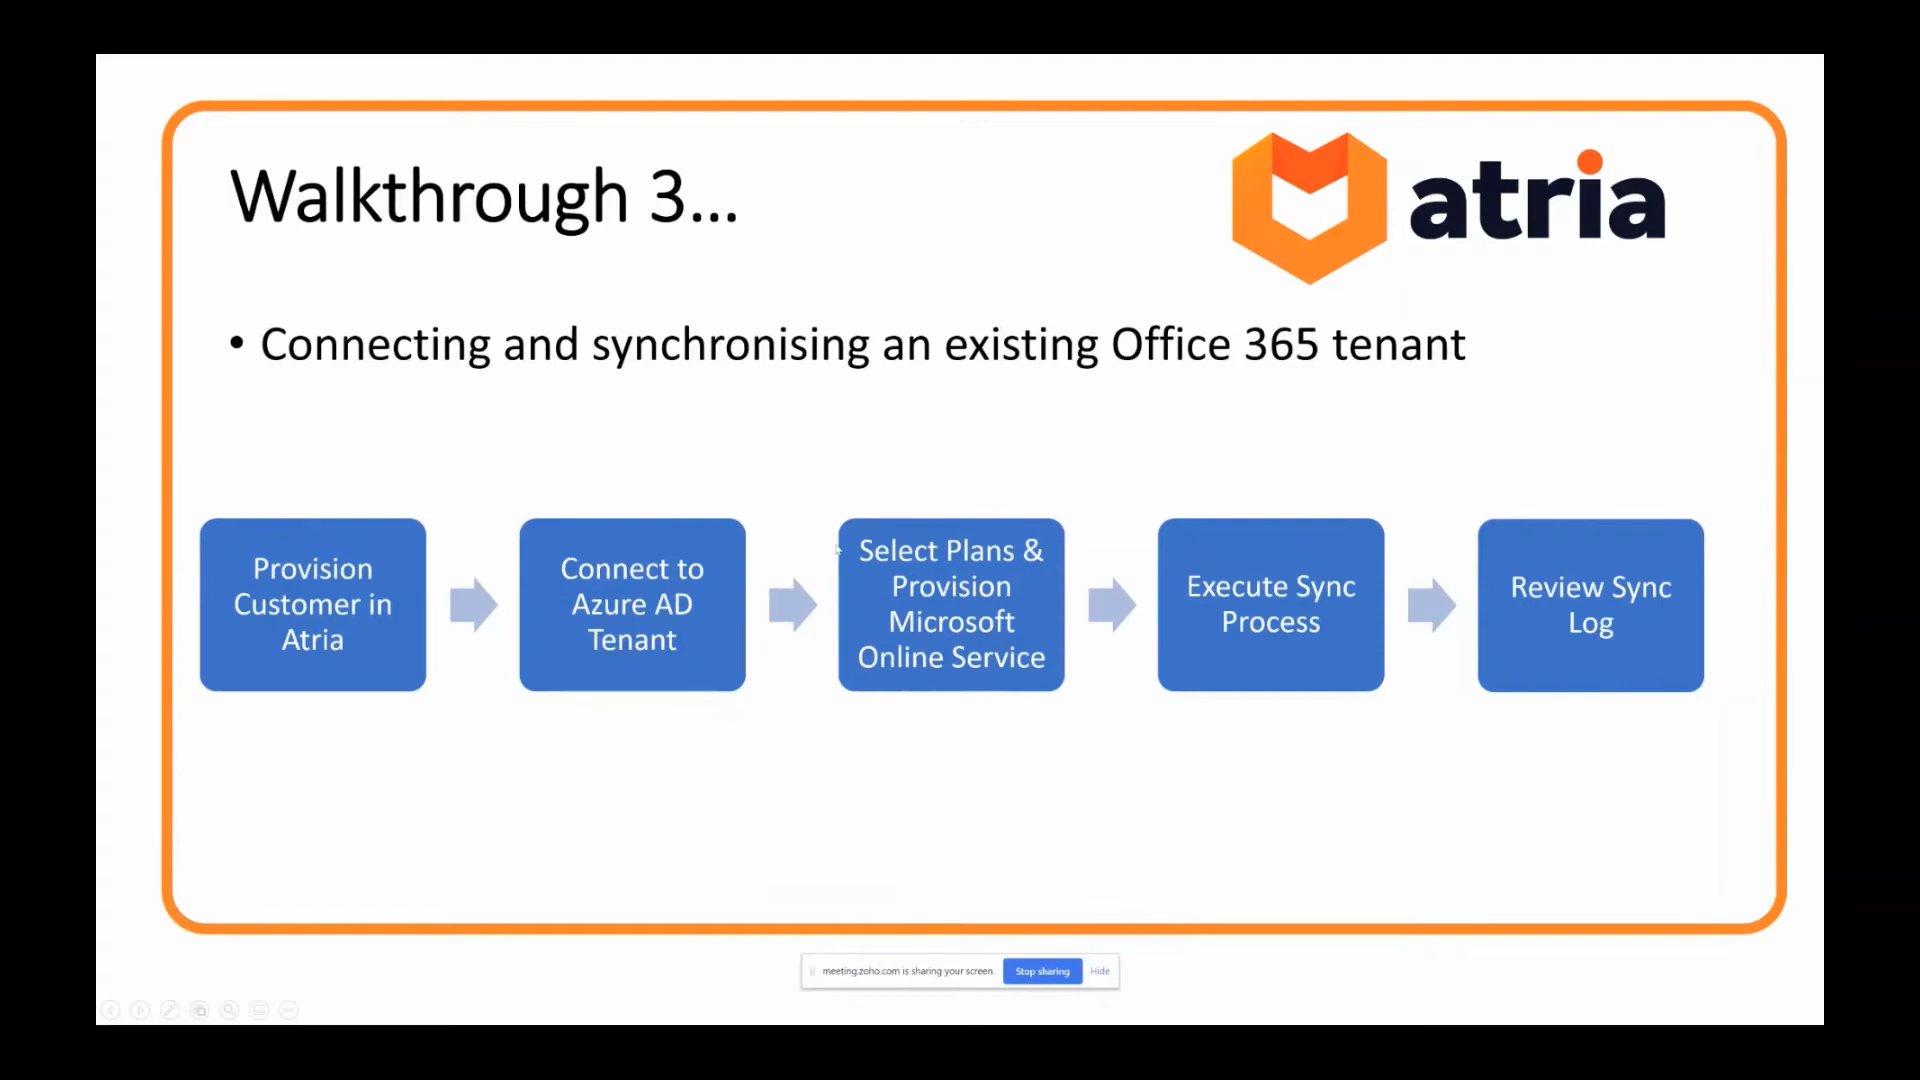 Walkthrough 3...
atria
• Connecting and synchronising an existing Office 365 tenant
Provision
Customer in
Atria
Connect to
Azure AD
Tenant
Select Plans &
Provision
Microsoft
Online Service
Execute Sync
Process
Review Sync
Log
meeting.zoho.com is sharing your screen.
Stop sharing
Hide